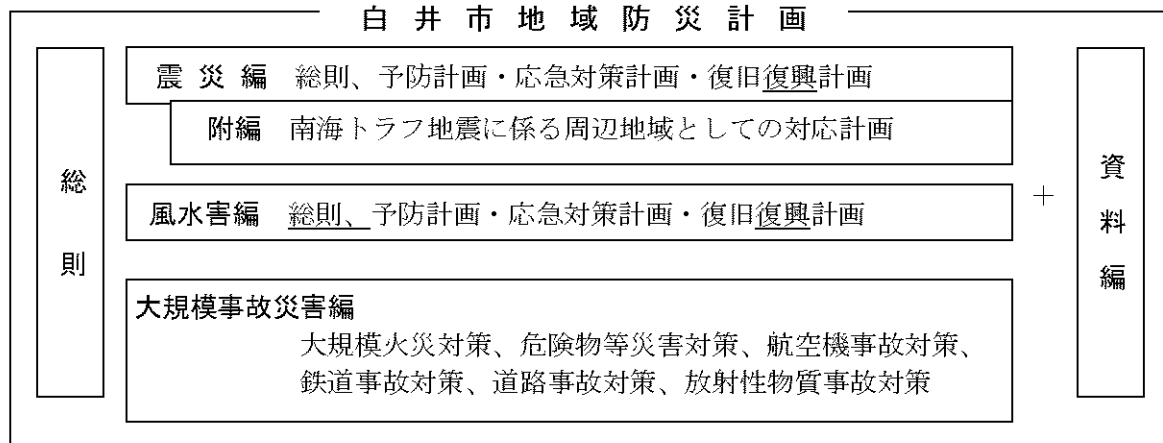 白井市地域防災計画
総則
震災編 総則、予防計画・応急対策計画・復旧復興計画
附編 南海トラフ地震に係る周辺地域としての対応計画
風水害編 総則、予防計画・応急対策計画・復旧復興計画
大規模事故災害編
大規模火災対策、危険物等災害対策、航空機事故対策、
鉄道事故対策、道路事故対策、放射性物質事故対策
+
資料編